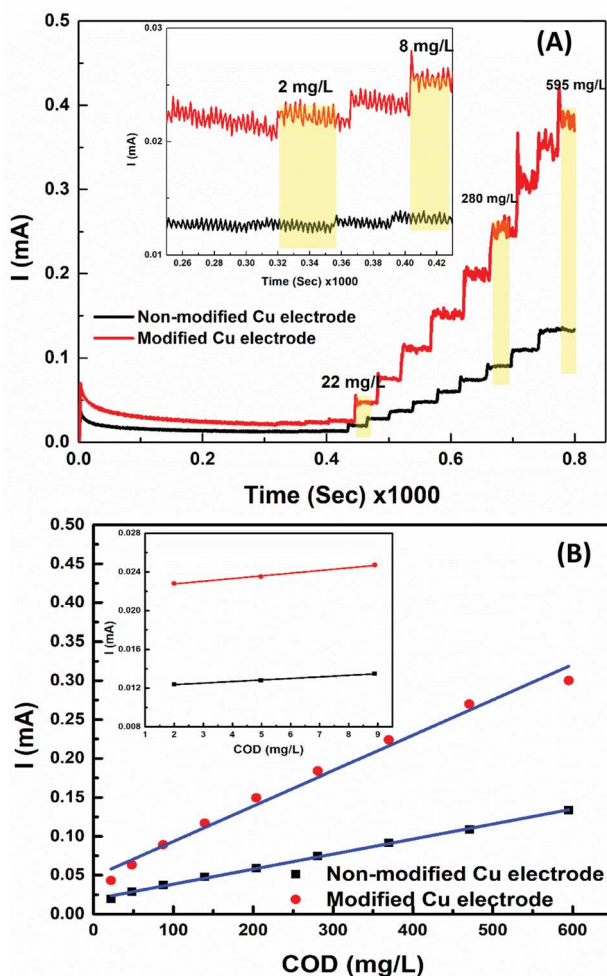 (A)
0.5
0.4
0.3
0.2
0.1
0.0
I (mA)
0.0
0.2
0.4
0.6
0.8
Time (Sec) x1000
0.03
0.02
0.01
I (mA)
0.26
0.28
0.30
0.32
0.34
0.36
0.38
0.40
0.42
Time (Sec) x1000
2 mg/L
8 mg/L
595 mg/L
280 mg/L
22 mg/L
Non-modified Cu electrode
Modified Cu electrode
(B)
0.50
0.45
0.40
0.35
0.30
0.25
0.20
0.15
0.10
0.05
0.00
I (mA)
0
100
200
300
400
500
600
COD (mg/L)
0.028
0.024
0.020
0.016
0.012
0.008
I (mA)
1
2
3
4
5
6
7
8
9
COD (mg/L)
Non-modified Cu electrode
Modified Cu electrode